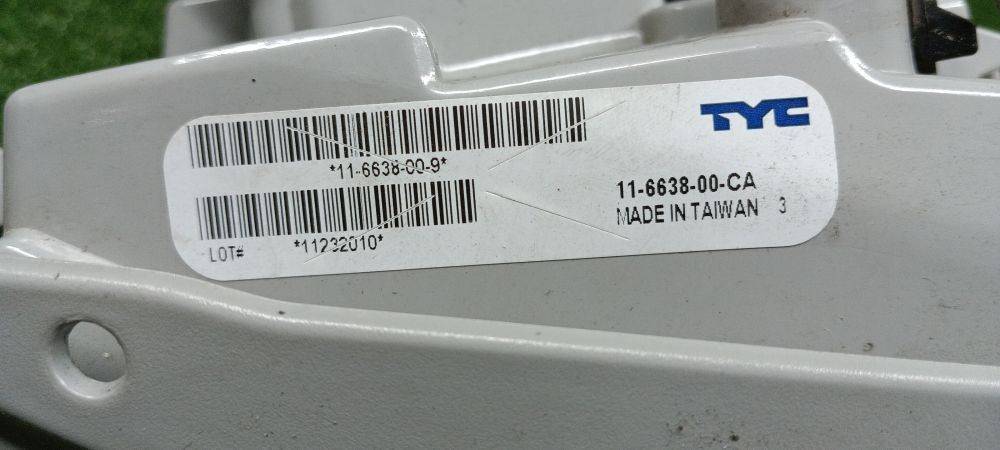 TYC
*11-6638-00-9*
11-6638-00-CA
MADE IN TAIWAN 3
LOT# *11232010*